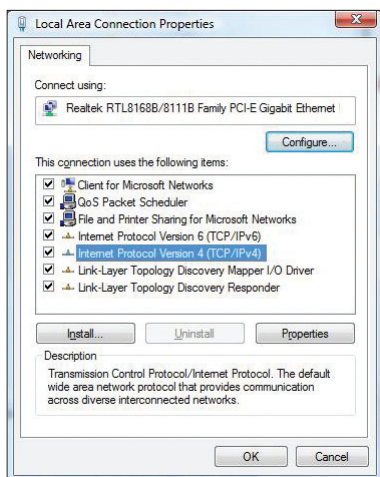 Local Area Connection Properties
Networking
Connect using:
Realtek RTL8168B/8111B Family PCI-E Gigabit Ethernet
Configure...
This connection uses the following items:
Client for Microsoft Networks
QoS Packet Scheduler
File and Printer Sharing for Microsoft Networks
Internet Protocol Version 6 (TCP/IPv6)
Internet Protocol Version 4 (TCP/IPv4)
Link-Layer Topology Discovery Mapper I/O Driver
Link-Layer Topology Discovery Responder
Install... Uninstall Properties
Description
Transmission Control Protocol/Internet Protocol. The default
wide area network protocol that provides communication
across diverse interconnected networks.
OK Cancel